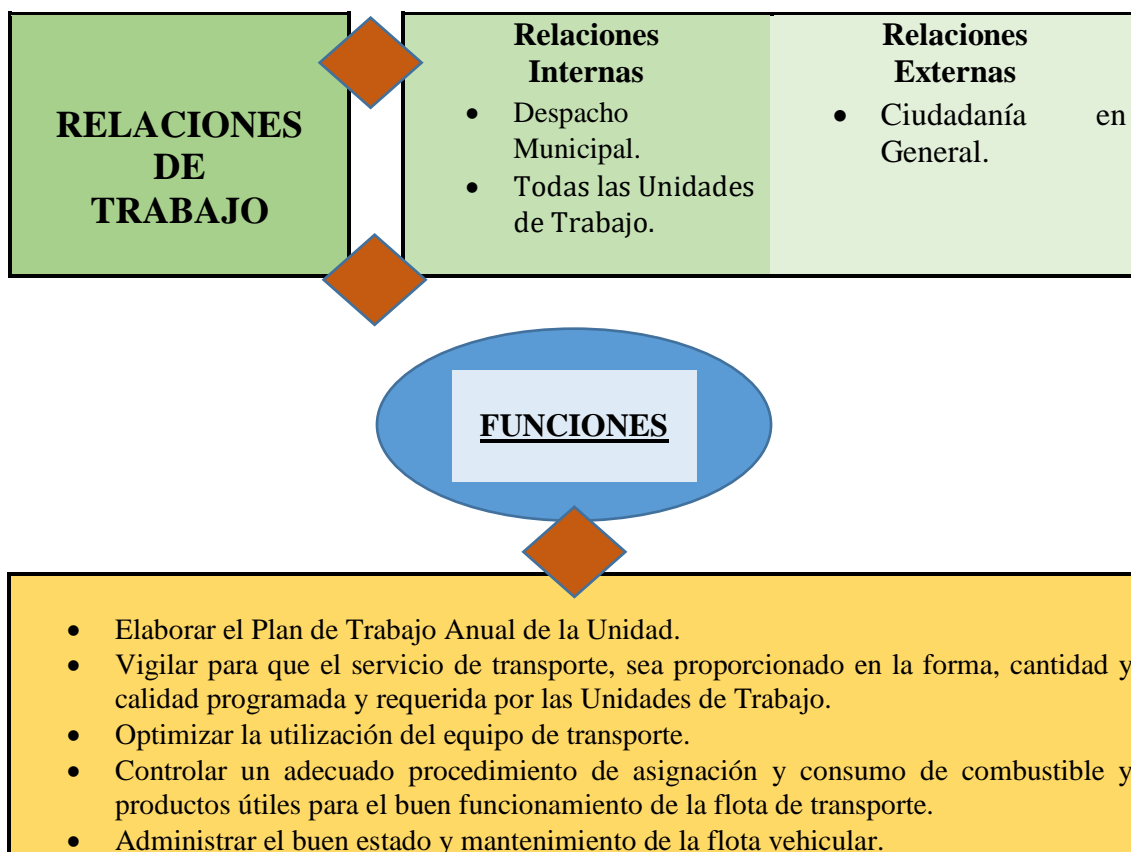 RELACIONES
DE
TRABAJO
Relaciones
Internas
• Despacho
Municipal.
• Todas las Unidades
de Trabajo.
Relaciones
Externas
• Ciudadanía en
General.
FUNCIONES
• Elaborar el Plan de Trabajo Anual de la Unidad.
• Vigilar para que el servicio de transporte, sea proporcionado en la forma, cantidad y
calidad programada y requerida por las Unidades de Trabajo.
• Optimizar la utilización del equipo de transporte.
• Controlar un adecuado procedimiento de asignación y consumo de combustible y
productos útiles para el buen funcionamiento de la flota de transporte.
• Administrar el buen estado y mantenimiento de la flota vehicular.